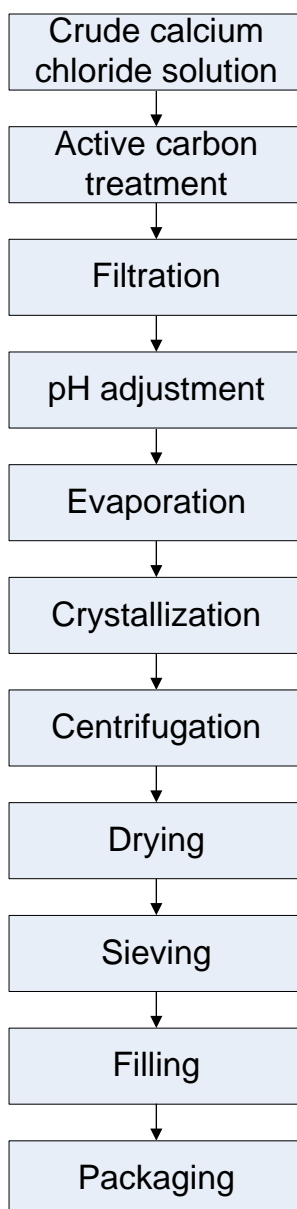 Crude calcium
chloride solution
Active carbon
treatment
Filtration
pH adjustment
Evaporation
Crystallization
Centrifugation
Drying
Sieving
Filling
Packaging